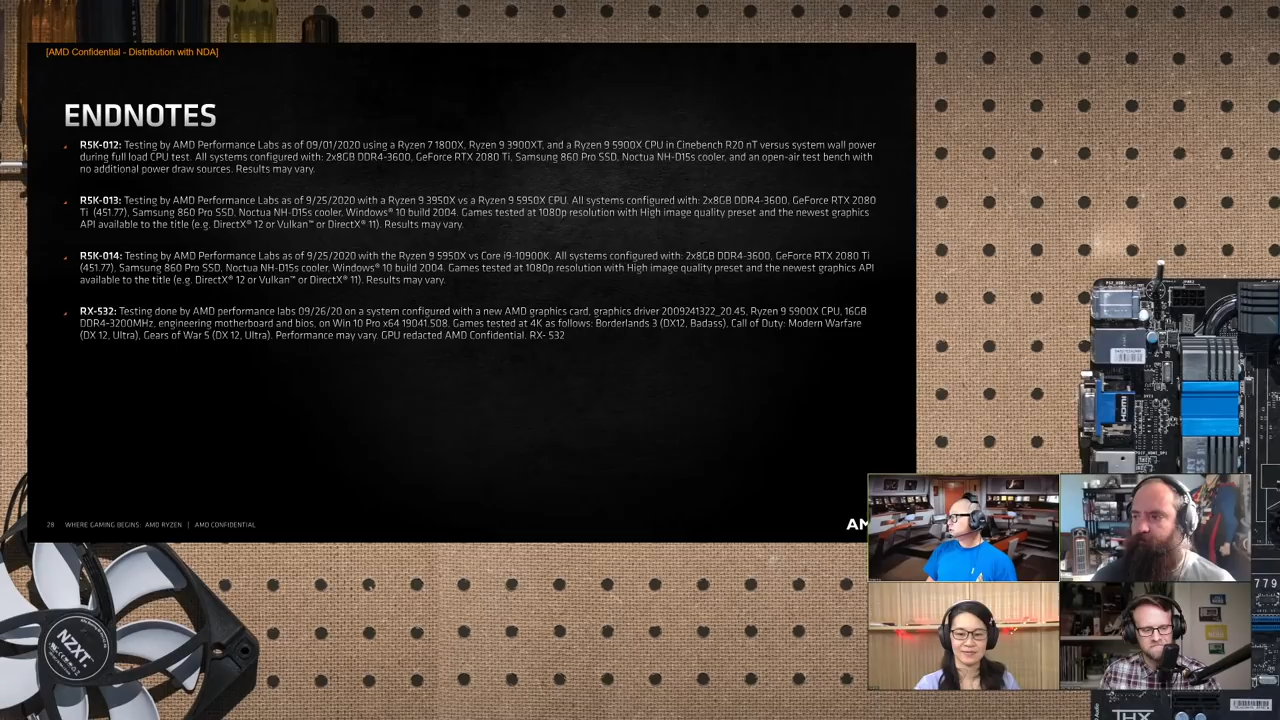 [AMD Confidential - Distribution with NDA]
ENDNOTES
R5K-012: Testing by AMD Performance Labs as of 09/01/2020 using a Ryzen 7 1800X, Ryzen 9 3900XT, and a Ryzen 9 5900X CPU in Cinebench R20 nT versus system wall power
during full load CPU test. All systems configured with: 2x8GB DDR4-3600, GeForce RTX 2080 Ti, Samsung 860 Pro SSD, Noctua NH-D15s cooler, and an open-air test bench with
no additional power draw sources. Results may vary.
R5K-013: Testing by AMD Performance Labs as of 9/25/2020 with a Ryzen 9 3950X vs a Ryzen 9 5950X CPU. All systems configured with: 2x8GB DDR4-3600, GeForce RTX 2080
Ti (451.77), Samsung 860 Pro SSD, Noctua NH-D15s cooler, Windows® 10 build 2004. Games tested at 1080p resolution with High image quality preset and the newest graphics
API available to the title (e.g. DirectX® 12 or Vulkan™ or DirectX® 11). Results may vary.
R5K-014: Testing by AMD Performance Labs as of 9/25/2020 with the Ryzen 9 5950X vs Core i9-10900K. All systems configured with: 2x8GB DDR4-3600, GeForce RTX 2080 Ti
(451.77), Samsung 860 Pro SSD, Noctua NH-D15s cooler, Windows® 10 build 2004. Games tested at 1080p resolution with High image quality preset and the newest graphics API
available to the title (e.g. DirectX® 12 or Vulkan™ or DirectX® 11). Results may vary.
RX-532: Testing done by AMD performance labs 09/26/20 on a system configured with a new AMD graphics card, graphics driver 2009241322_20.45, Ryzen 9 5900X CPU, 16GB
DDR4-3200MHz, engineering motherboard and bios, on Win 10 Pro x64 19041.508. Games tested at 4K as follows: Borderlands 3 (DX12, Badass), Call of Duty: Modern Warfare
(DX 12, Ultra), Gears of War 5 (DX 12, Ultra). Performance may vary. GPU redacted AMD Confidential. RX- 532
28 WHERE GAMING BEGINS: AMD RYZEN | AMD CONFIDENTIAL
AM
HDMI
NZXT.
779
THX
Audio